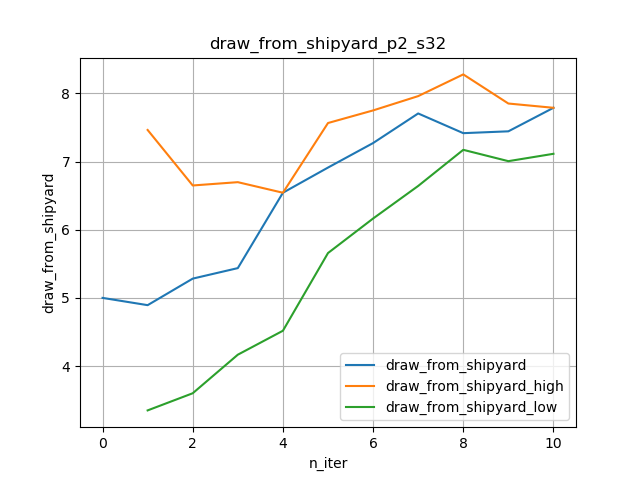 draw_from_shipyard_p2_s32
draw_from_shipyard
8
7
6
5
4
0 2 4 6 8 10
n_iter
draw_from_shipyard
draw_from_shipyard_high
draw_from_shipyard_low